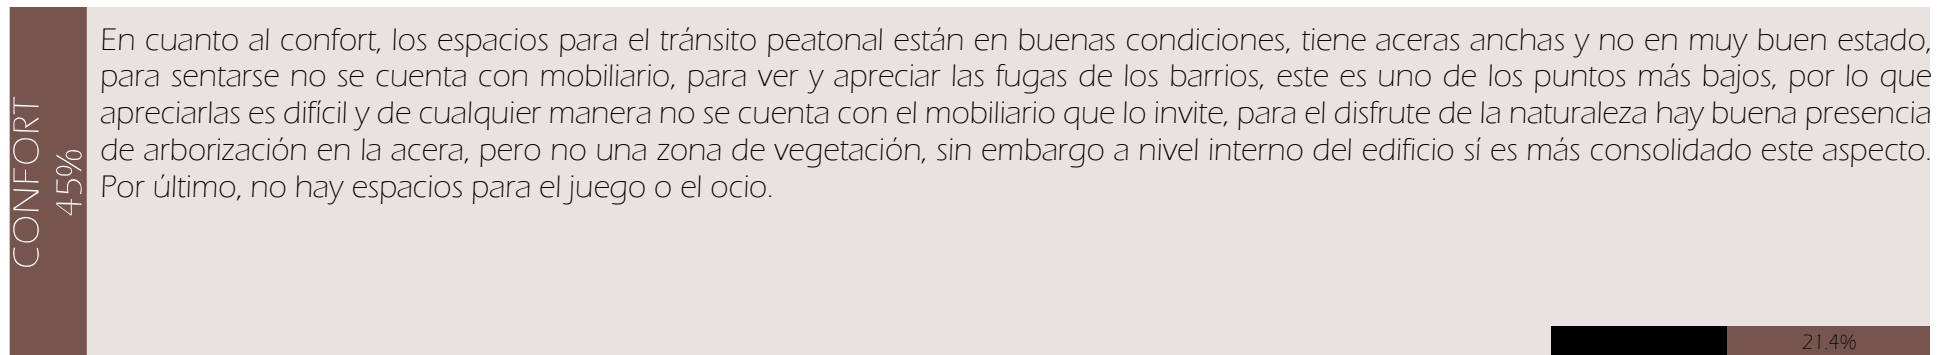 CONFORT
45%
En cuanto al confort, los espacios para el tránsito peatonal están en buenas condiciones, tiene aceras anchas y no en muy buen estado,
para sentarse no se cuenta con mobiliario, para ver y apreciar las fugas de los barrios, este es uno de los puntos más bajos, por lo que
apreciarlas es difícil y de cualquier manera no se cuenta con el mobiliario que lo invite, para el disfrute de la naturaleza hay buena presencia
de arborización en la acera, pero no una zona de vegetación, sin embargo a nivel interno del edificio sí es más consolidado este aspecto.
Por último, no hay espacios para el juego o el ocio.
21.4%